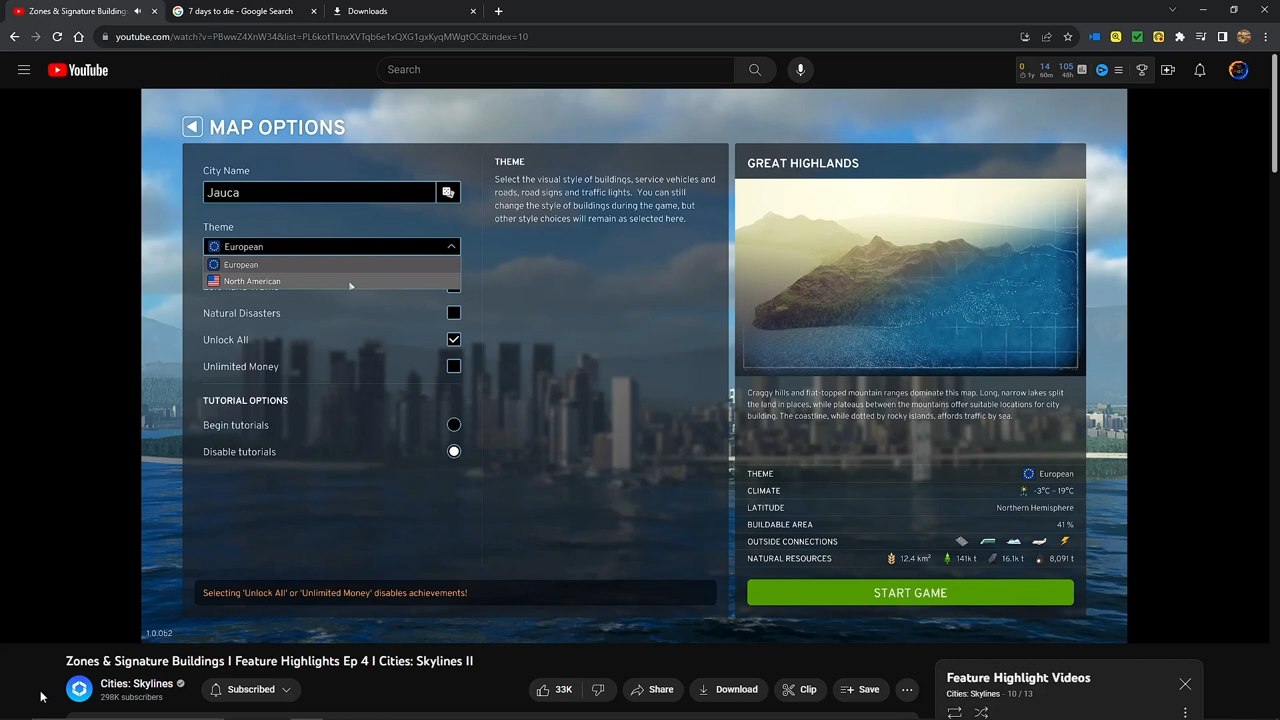 Zones & Signature Buildings
7 days to die - Google Search
Downloads
youtube.com/watch?v=PBwwZ4XnW34&list=PL6kotTknxXVTqb6e1xQXG1gxKyqMWgtOC&index=10
YouTube
Search
0 14 105
1y 60m 48h
MAP OPTIONS
City Name
Jauca
Theme
European
European
North American
Natural Disasters
Unlock All
Unlimited Money
TUTORIAL OPTIONS
Begin tutorials
Disable tutorials
Selecting 'Unlock All' or 'Unlimited Money' disables achievements!
THEME
Select the visual style of buildings, service vehicles and
roads, road signs and traffic lights. You can still
change the style of buildings during the game, but
other style choices will remain as selected here.
GREAT HIGHLANDS
Craggy hills and flat-topped mountain ranges dominate this map. Long, narrow lakes split
the land in places, while plateaus between the mountains offer suitable locations for city
building. The coastline, while dotted by rocky islands, affords traffic by sea.
THEME European
CLIMATE -3°C - 19°C
LATITUDE Northern Hemisphere
BUILDABLE AREA 41 %
OUTSIDE CONNECTIONS
NATURAL RESOURCES 12.4 km² 141k t 16.1k t 8,091 t
START GAME
1.0.0b2
Zones & Signature Buildings I Feature Highlights Ep 4 I Cities: Skylines II
Cities: Skylines
298K subscribers
Subscribed
33K
Share
Download
Clip
Save
Feature Highlight Videos
Cities: Skylines - 10 / 13